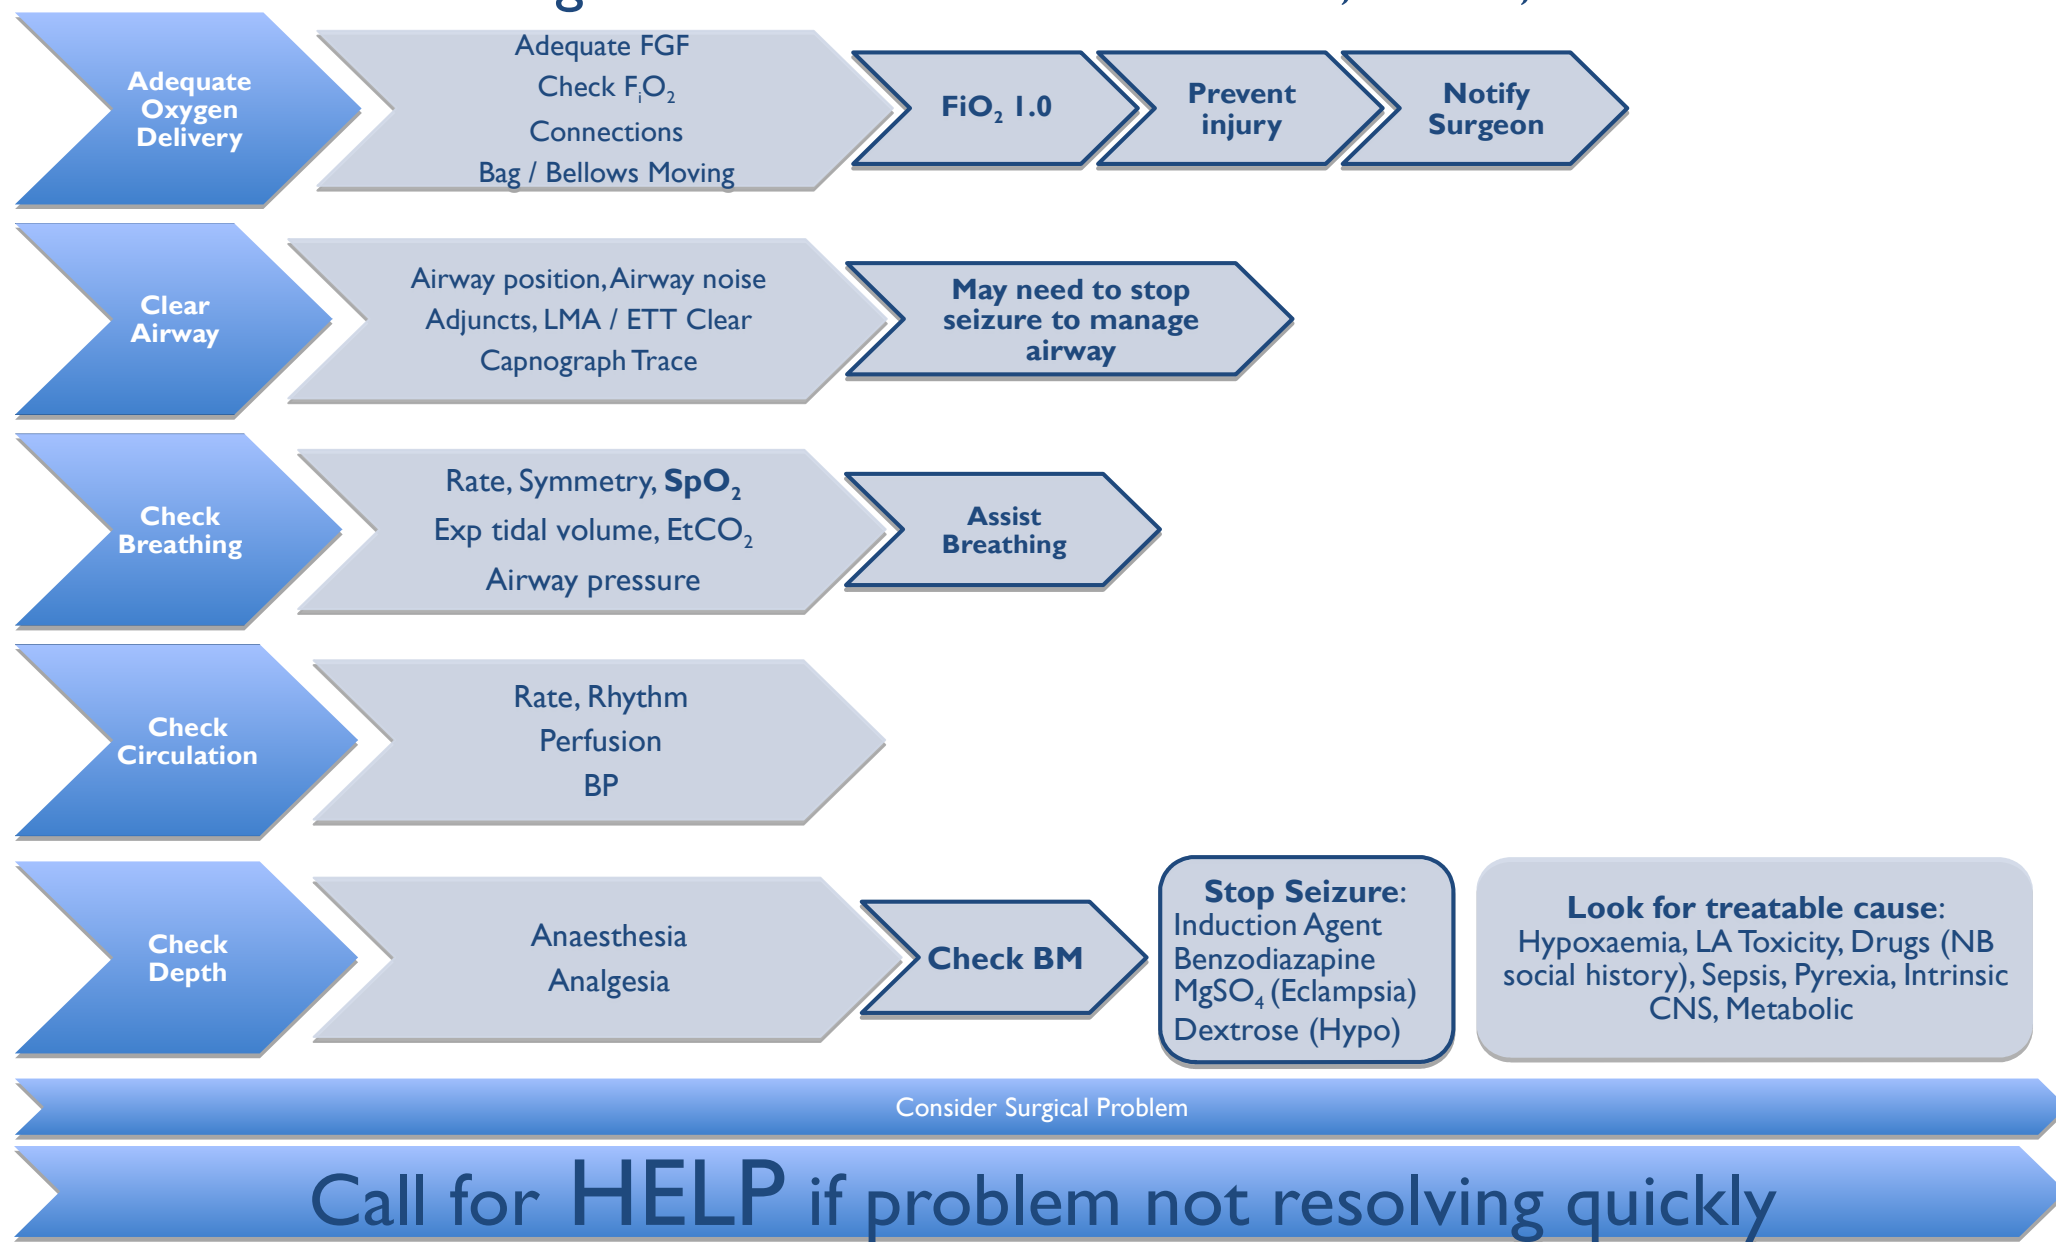 Adequate
Oxygen
Delivery
Adequate FGF
Check FiO2
Connections
Bag / Bellows Moving
FiO2 1.0
Prevent
injury
Notify
Surgeon
Clear
Airway
Airway position, Airway noise
Adjuncts, LMA / ETT Clear
Capnograph Trace
May need to stop
seizure to manage
airway
Check
Breathing
Rate, Symmetry, SpO2
Exp tidal volume, EtCO2
Airway pressure
Assist
Breathing
Check
Circulation
Rate, Rhythm
Perfusion
BP
Check
Depth
Anaesthesia
Analgesia
Check BM
Stop Seizure:
Induction Agent
Benzodiazapine
MgSO4 (Eclampsia)
Dextrose (Hypo)
Look for treatable cause:
Hypoxaemia, LA Toxicity, Drugs (NB
social history), Sepsis, Pyrexia, Intrinsic
CNS, Metabolic
Consider Surgical Problem
Call for HELP if problem not resolving quickly